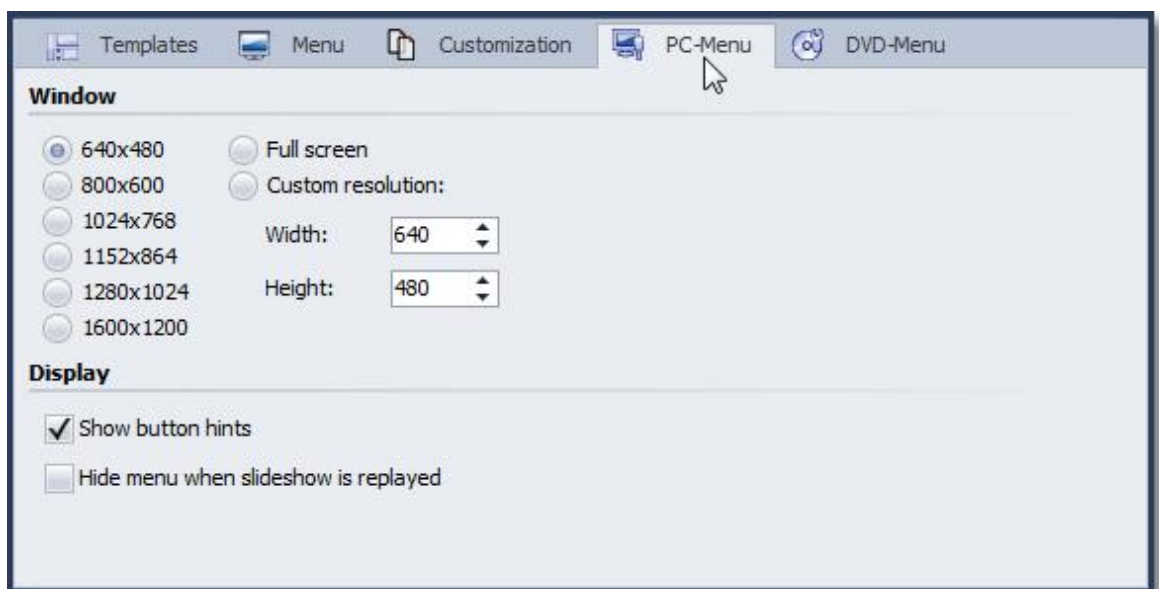 Templates Menu Customization PC-Menu DVD-Menu
Window
640x480 Full screen
800x600 Custom resolution:
1024x768
Width: 640
1152x864
1280x1024 Height: 480
1600x1200
Display
Show button hints
Hide menu when slideshow is replayed